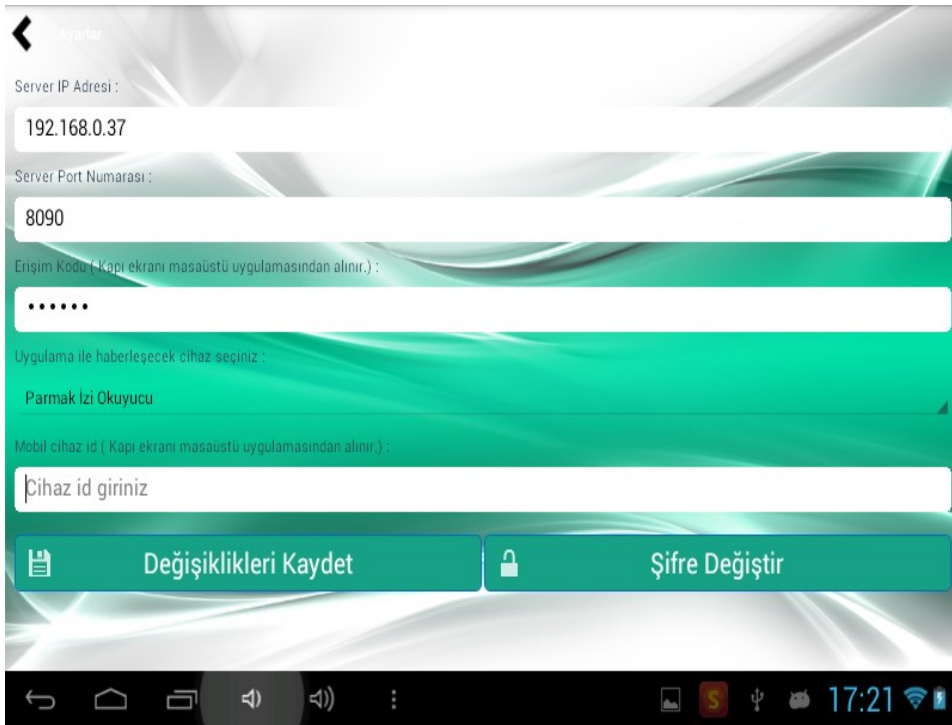 Ayarlar
Server IP Adresi :
192.168.0.37
Server Port Numarası :
8090
Erişim Kodu ( Kapı ekranı masaüstü uygulamasından alınır.) :
••••••
Uygulama ile haberleşecek cihaz seçiniz :
Parmak İzi Okuyucu
Mobil cihaz id ( Kapı ekranı masaüstü uygulamasından alınır.) :
Cihaz id giriniz
Değişiklikleri Kaydet
Şifre Değiştir
S
17:21